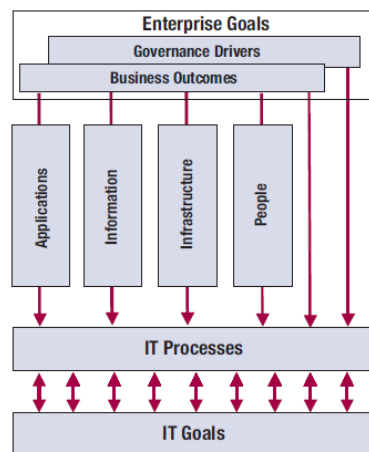 Enterprise Goals
Governance Drivers
Business Outcomes
Applications
Information
Infrastructure
People
IT Processes
IT Goals